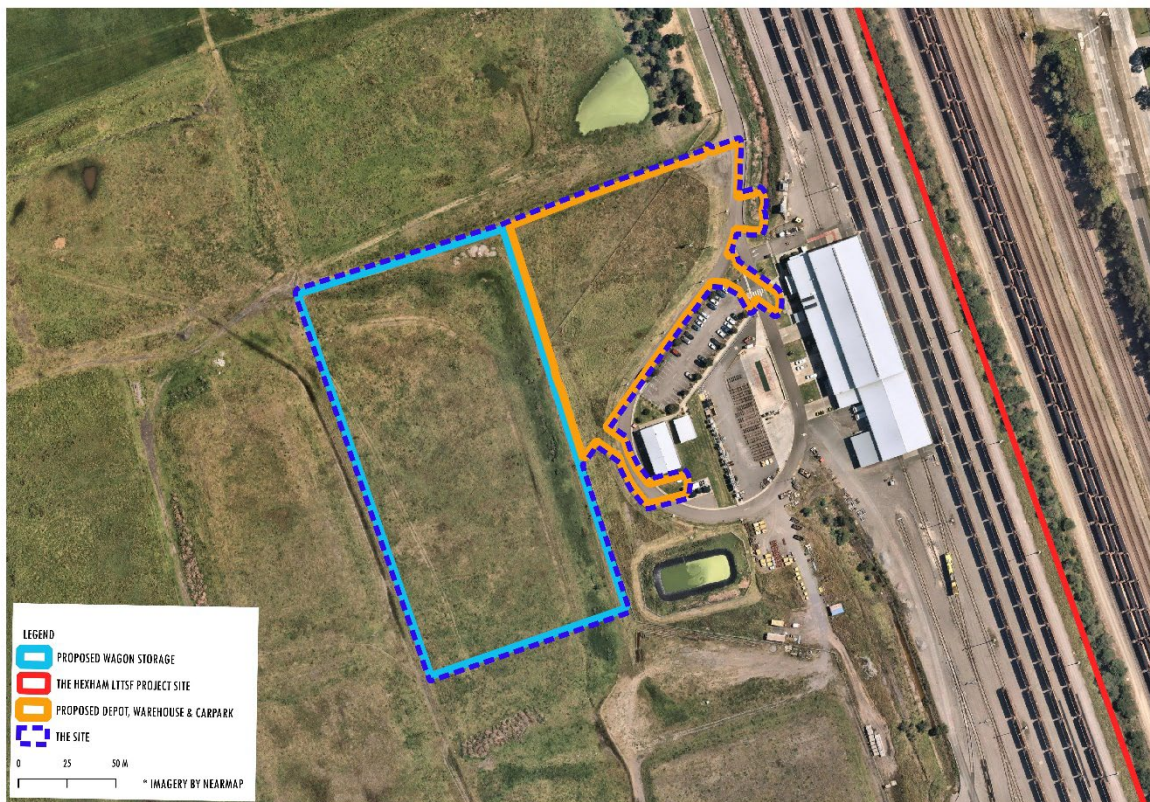 LEGEND
PROPOSED WAGON STORAGE
THE HEXHAM LTTSF PROJECT SITE
PROPOSED DEPOT, WAREHOUSE & CARPARK
THE SITE
0 25 50 M
* IMAGERY BY NEARMAP